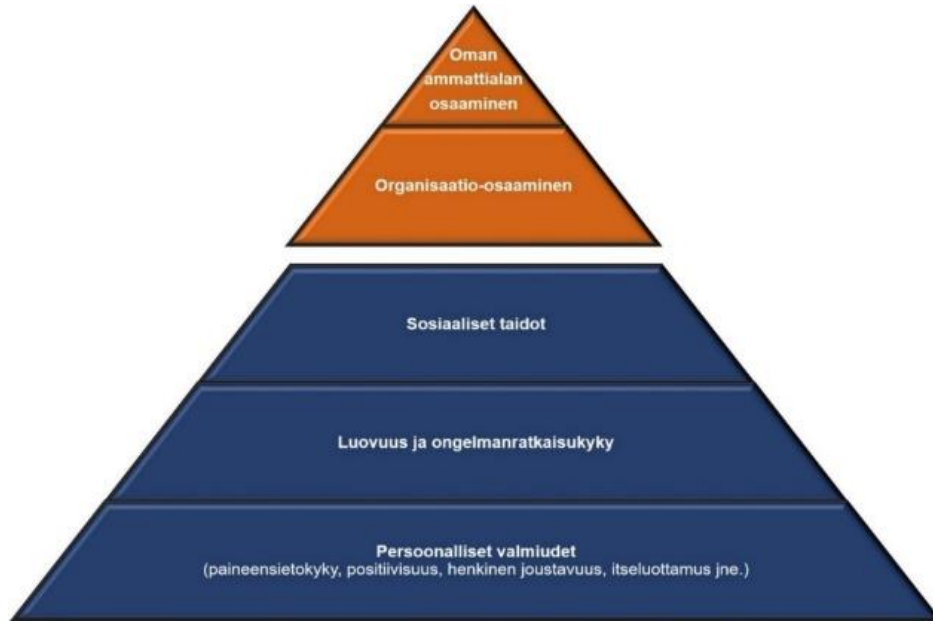 Oman
ammattialan
osaaminen
Organisaatio-osaaminen
Sosiaaliset taidot
Luovuus ja ongelmanratkaisukyky
Persoonalliset valmiudet
(paineensietokyky, positiivisuus, henkinen joustavuus, itseluottamus jne.)